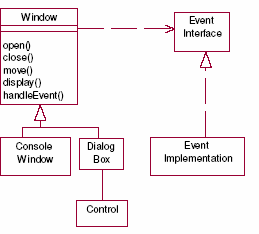 Window
open()
close()
move()
display()
handleEvent()
Event
Interface
Console
Window
Dialog
Box
Event
Implementation
Control